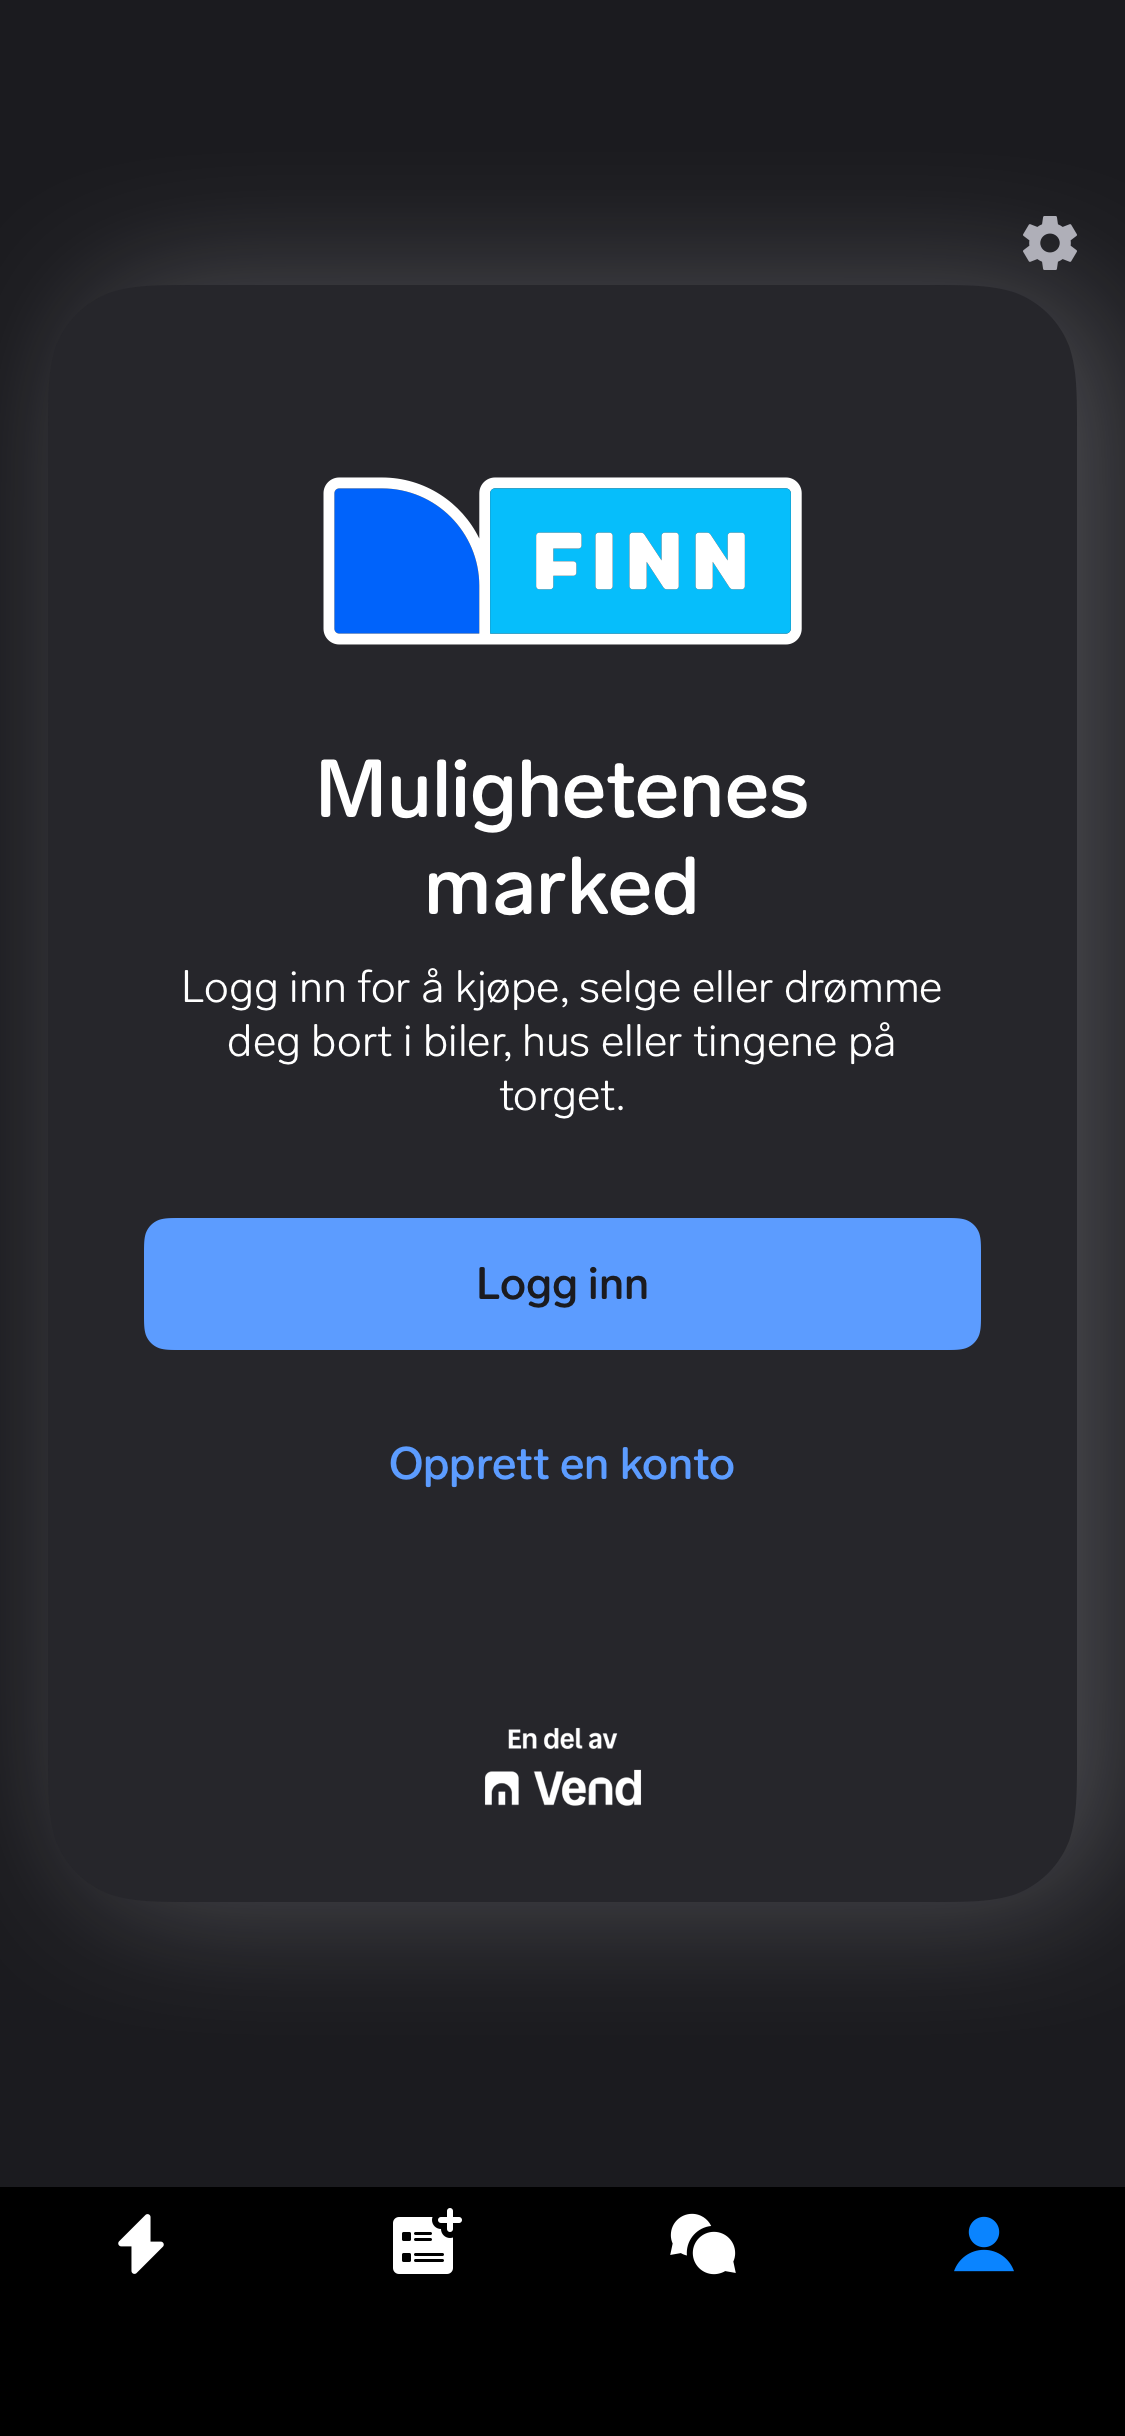 FINN
Mulighetenes
marked
Logg inn for å kjøpe, selge eller drømme
deg bort i biler, hus eller tingene på
torget.
Logg inn
Opprett en konto
En del av
Vend